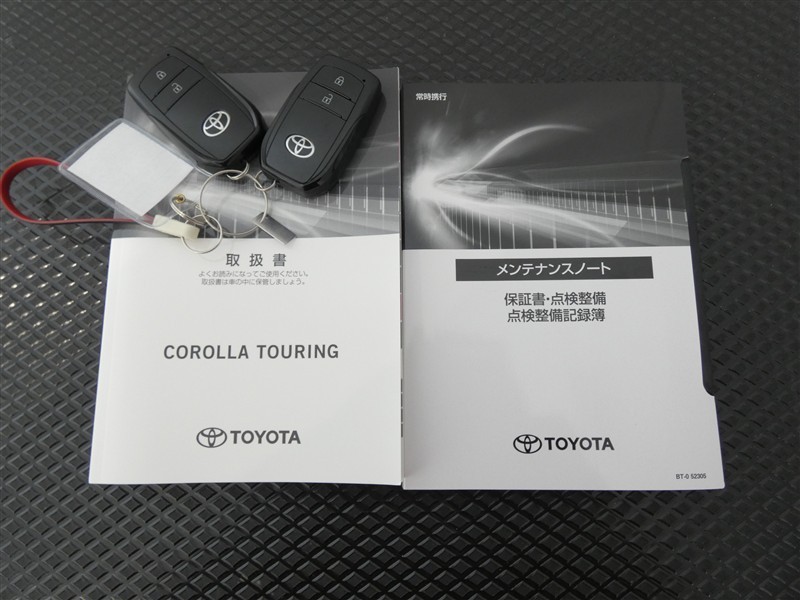 取扱書
よくお読みになってご使用ください。
取扱書は車の中に保管しましょう。
COROLLA TOURING
TOYOTA
常時携行
メンテナンスノート
保証書・点検整備
点検整備記録簿
TOYOTA
BT-0 52305